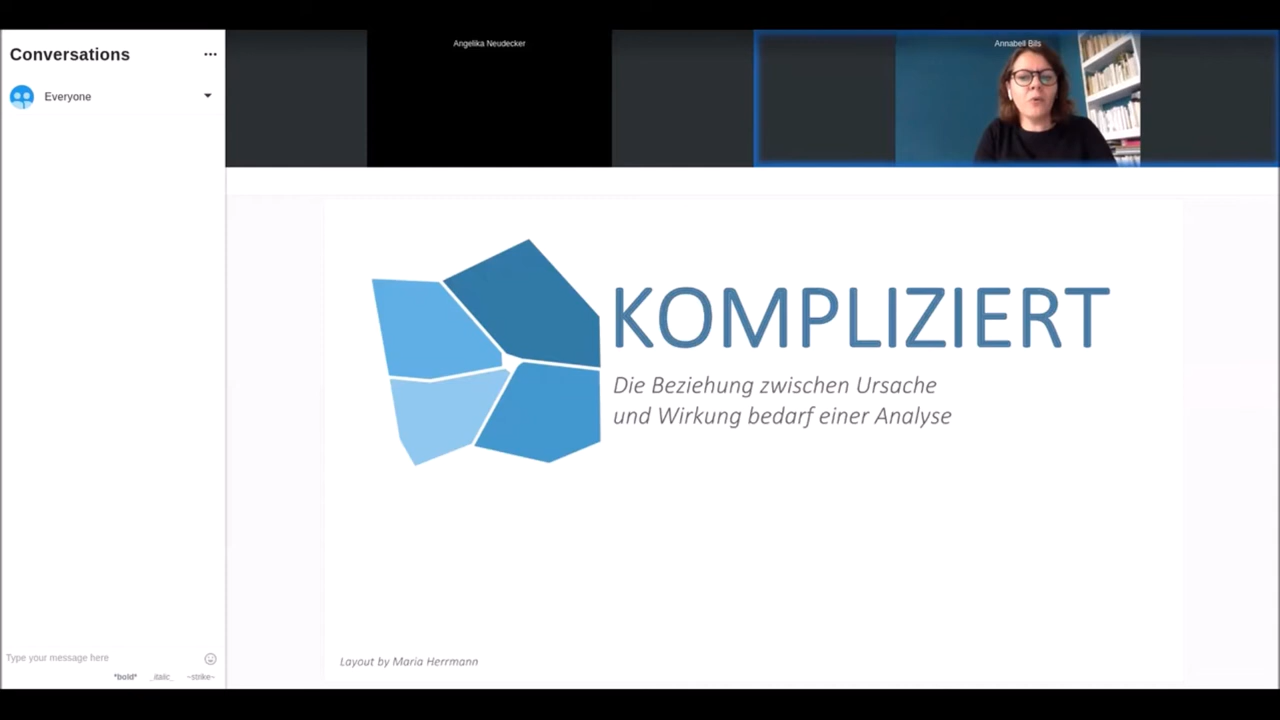 Conversations
Everyone
Angelika Neudecker
Annabell Bils
KOMPLIZIERT
Die Beziehung zwischen Ursache
und Wirkung bedarf einer Analyse
Layout by Maria Herrmann
Type your message here
*bold* _italic_ ~strike~